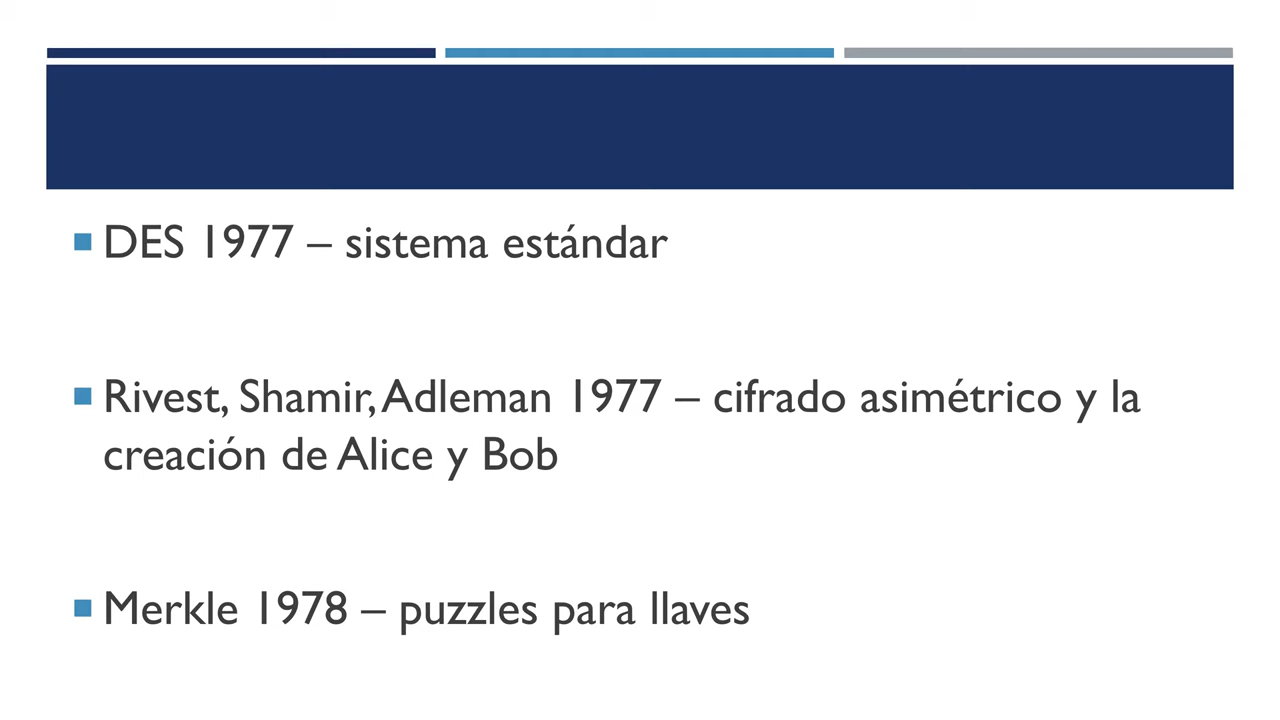 DES 1977 – sistema estándar
Rivest, Shamir, Adleman 1977 – cifrado asimétrico y la
creación de Alice y Bob
Merkle 1978 – puzzles para llaves